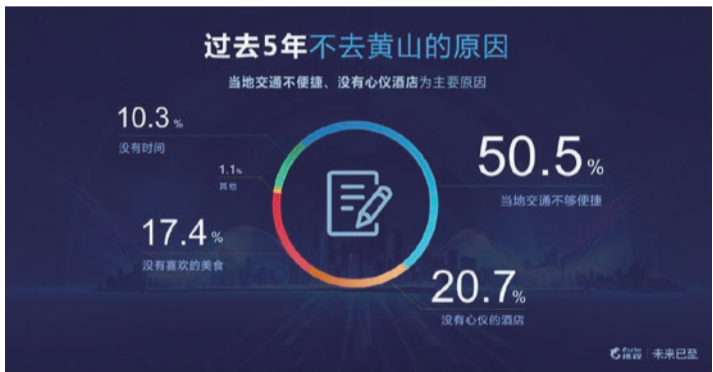 过去5年不去黄山的原因
当地交通不便捷、没有心仪酒店为主要原因
10.3%
没有时间
1.1%
其他
50.5%
当地交通不够便捷
17.4%
没有喜欢的美食
20.7%
没有心仪的酒店
携程 未来已至